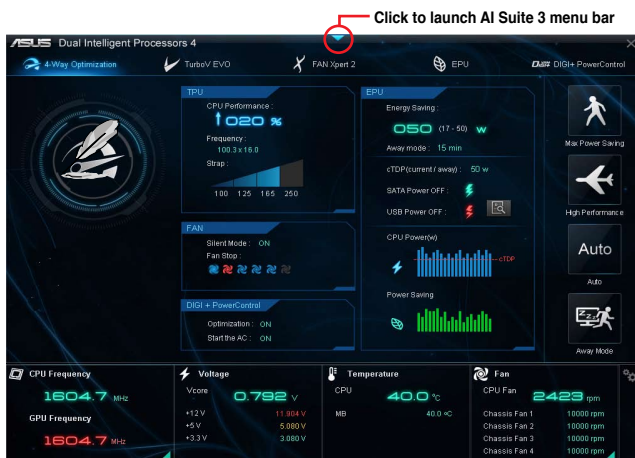 Click to launch AI Suite 3 menu bar
ASUS Dual Intelligent Processors 4
4-Way Optimization
TurboV EVO
FAN Xpert 2
EPU
DIGI+ DIGI+ PowerControl
TPU
CPU Performance :
020 %
Frequency :
100.3 x 16.0
Strap :
100 125 165 250
FAN
Silent Mode : ON
Fan Stop :
DIGI + PowerControl
Optimization : ON
Start the AC : ON
EPU
Energy Saving :
050 (17 - 50) w
Away mode : 15 min
cTDP(current / away) : 50 w
SATA Power OFF :
USB Power OFF :
CPU Power(w)
cTDP
Power Saving
Max Power Saving
High Performance
Auto
Auto
Away Mode
CPU Frequency
1604.7 MHz
GPU Frequency
1604.7 MHz
Voltage
Vcore 0.792 V
+12 V 11.904 V
+5 V 5.080 V
+3.3 V 3.080 V
Temperature
CPU 40.0 °C
MB 40.0 °C
Fan
CPU Fan 2423 rpm
Chassis Fan 1 10000 rpm
Chassis Fan 2 10000 rpm
Chassis Fan 3 10000 rpm
Chassis Fan 4 10000 rpm